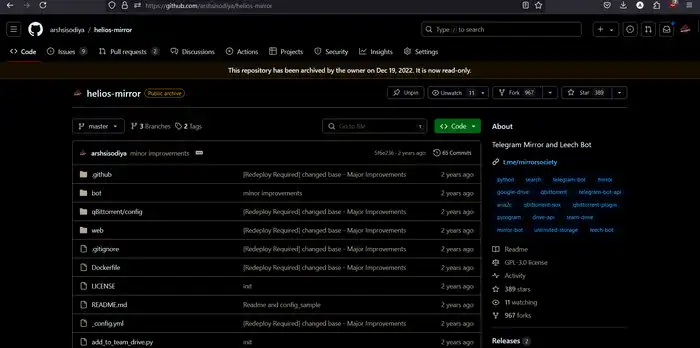 https://github.com/arshsisodiya/helios-mirror
arshsisodiya / helios-mirror
Type / to search
Code Issues 9 Pull requests 2 Discussions Actions Projects Security Insights Settings
This repository has been archived by the owner on Dec 19, 2022. It is now read-only.
helios-mirror Public archive
Unpin Unwatch 11 Fork 967 Star 389
master 3 Branches 2 Tags
Go to file
Code
About
Telegram Mirror and Leech Bot
t.me/mirrorsociety
python search telegram-bot mirror
google-drive qbittorrent telegram-bot-api
aria2c qbittorrent-nox qbittorrent-plugin
pyrogram drive-api team-drive
mirror-bot unlimited-storage leech-bot
Readme
GPL-3.0 license
Activity
389 stars
11 watching
967 forks
Releases 2
arshsisodiya minor improvements
2 years ago 65 Commits
.github [Redeploy Required] changed base - Major Improvements 2 years ago
bot minor improvements 2 years ago
qBittorrent/config [Redeploy Required] changed base - Major Improvements 2 years ago
web [Redeploy Required] changed base - Major Improvements 2 years ago
.gitignore [Redeploy Required] changed base - Major Improvements 2 years ago
Dockerfile [Redeploy Required] changed base - Major Improvements 2 years ago
LICENSE init 2 years ago
README.md Readme and config_sample 2 years ago
_config.yml [Redeploy Required] changed base - Major Improvements 2 years ago
add_to_team_drive.py init 2 years ago